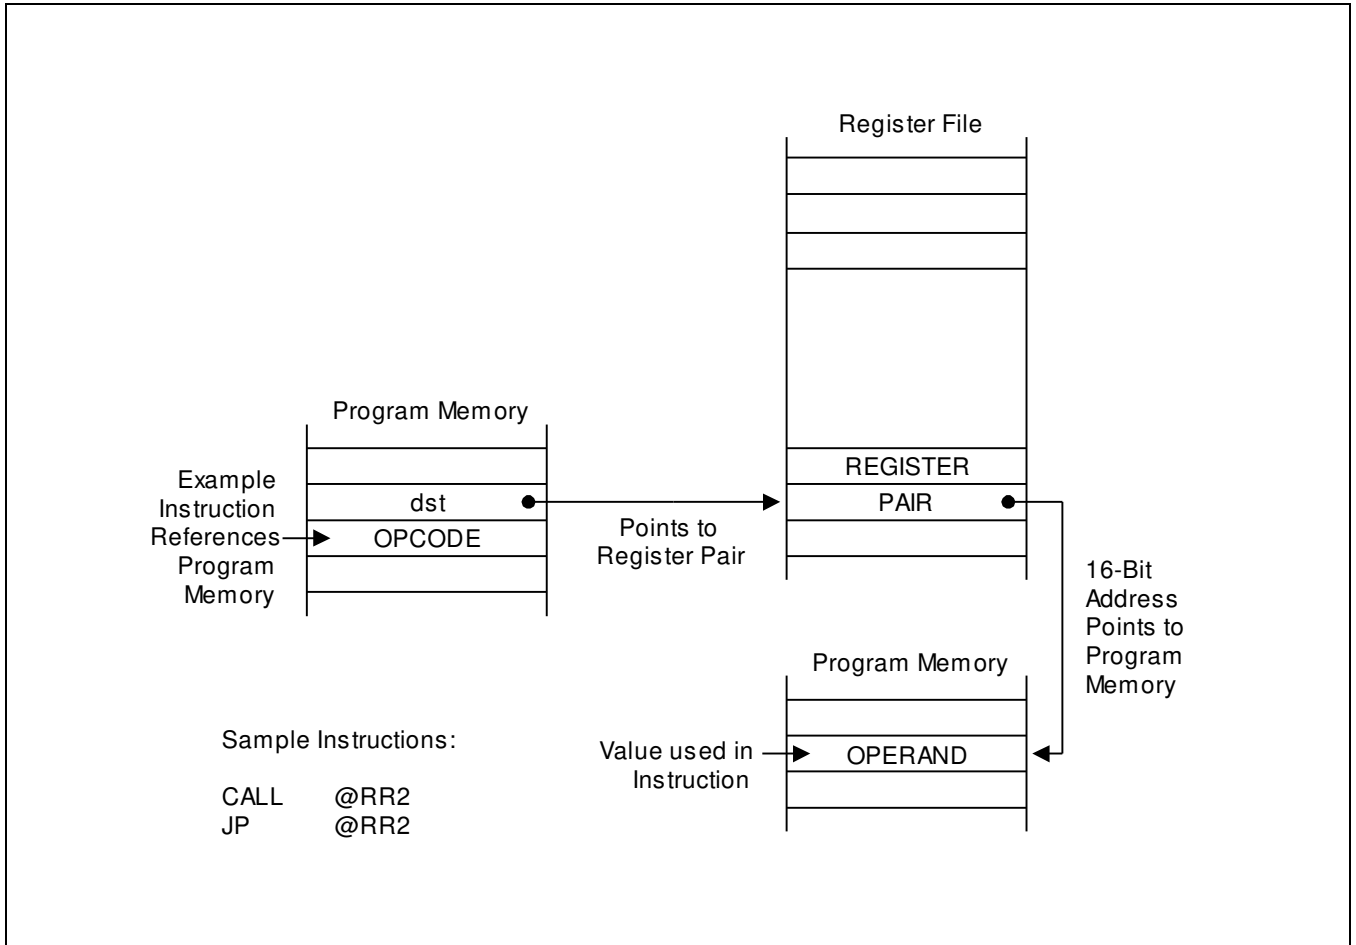 Register File
Program Memory
REGISTER
Example
Instruction
References
Program
Memory
dst
PAIR
OPCODE
Points to
Register Pair
16-Bit
Address
Points to
Program
Memory
Program Memory
Sample Instructions:
Value used in
Instruction
OPERAND
CALL @RR2
JP @RR2